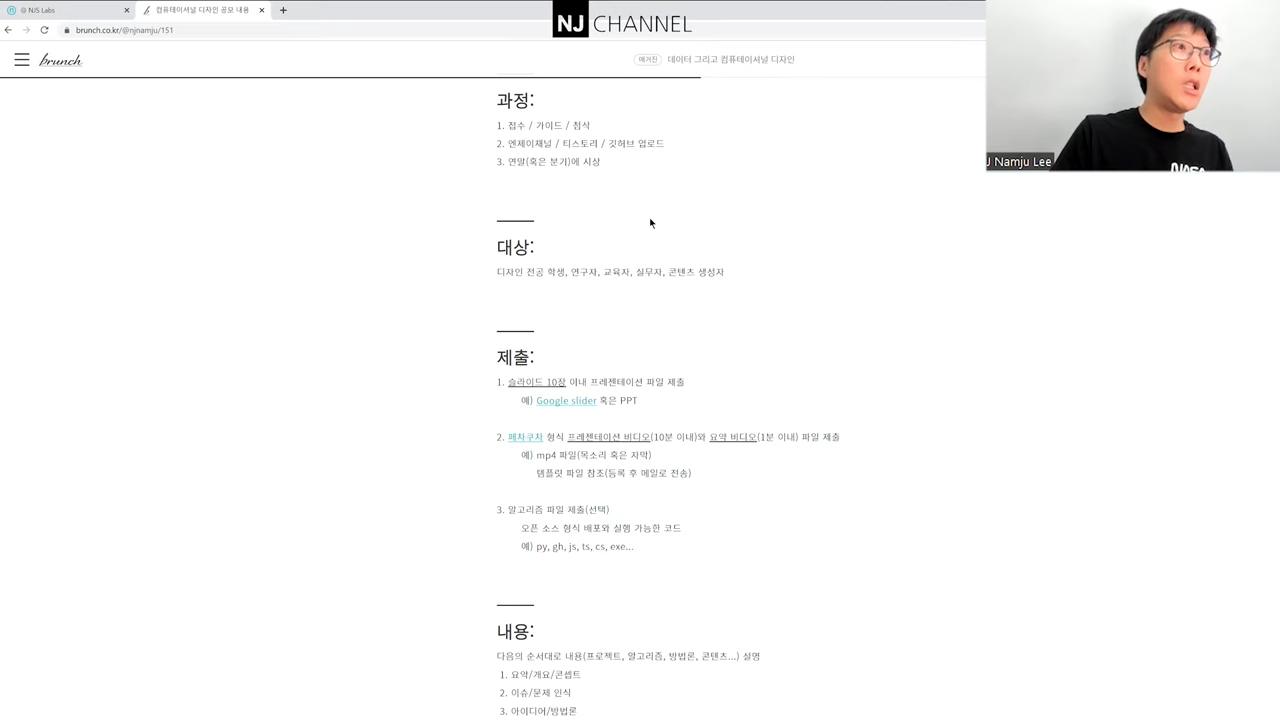 @ NJS Labs
컴퓨테이셔널 디자인 공모 내용
NJ CHANNEL
brunch.co.kr/@njnamju/151
brunch
매거진 데이터 그리고 컴퓨테이셔널 디자인
J Namju Lee
과정:
1. 접수 / 가이드 / 첨삭
2. 엔제이채널 / 티스토리 / 깃허브 업로드
3. 연말(혹은 분기)에 시상
대상:
디자인 전공 학생, 연구자, 교육자, 실무자, 콘텐츠 생성자
제출:
1. 슬라이드 10장 이내 프레젠테이션 파일 제출
예) Google slider 혹은 PPT
2. 페차쿠차 형식 프레젠테이션 비디오(10분 이내)와 요약 비디오(1분 이내) 파일 제출
예) mp4 파일(목소리 혹은 자막)
템플릿 파일 참조(등록 후 메일로 전송)
3. 알고리즘 파일 제출(선택)
오픈 소스 형식 배포와 실행 가능한 코드
예) py, gh, js, ts, cs, exe...
내용:
다음의 순서대로 내용(프로젝트, 알고리즘, 방법론, 콘텐츠...) 설명
1. 요약/개요/콘셉트
2. 이슈/문제 인식
3. 아이디어/방법론